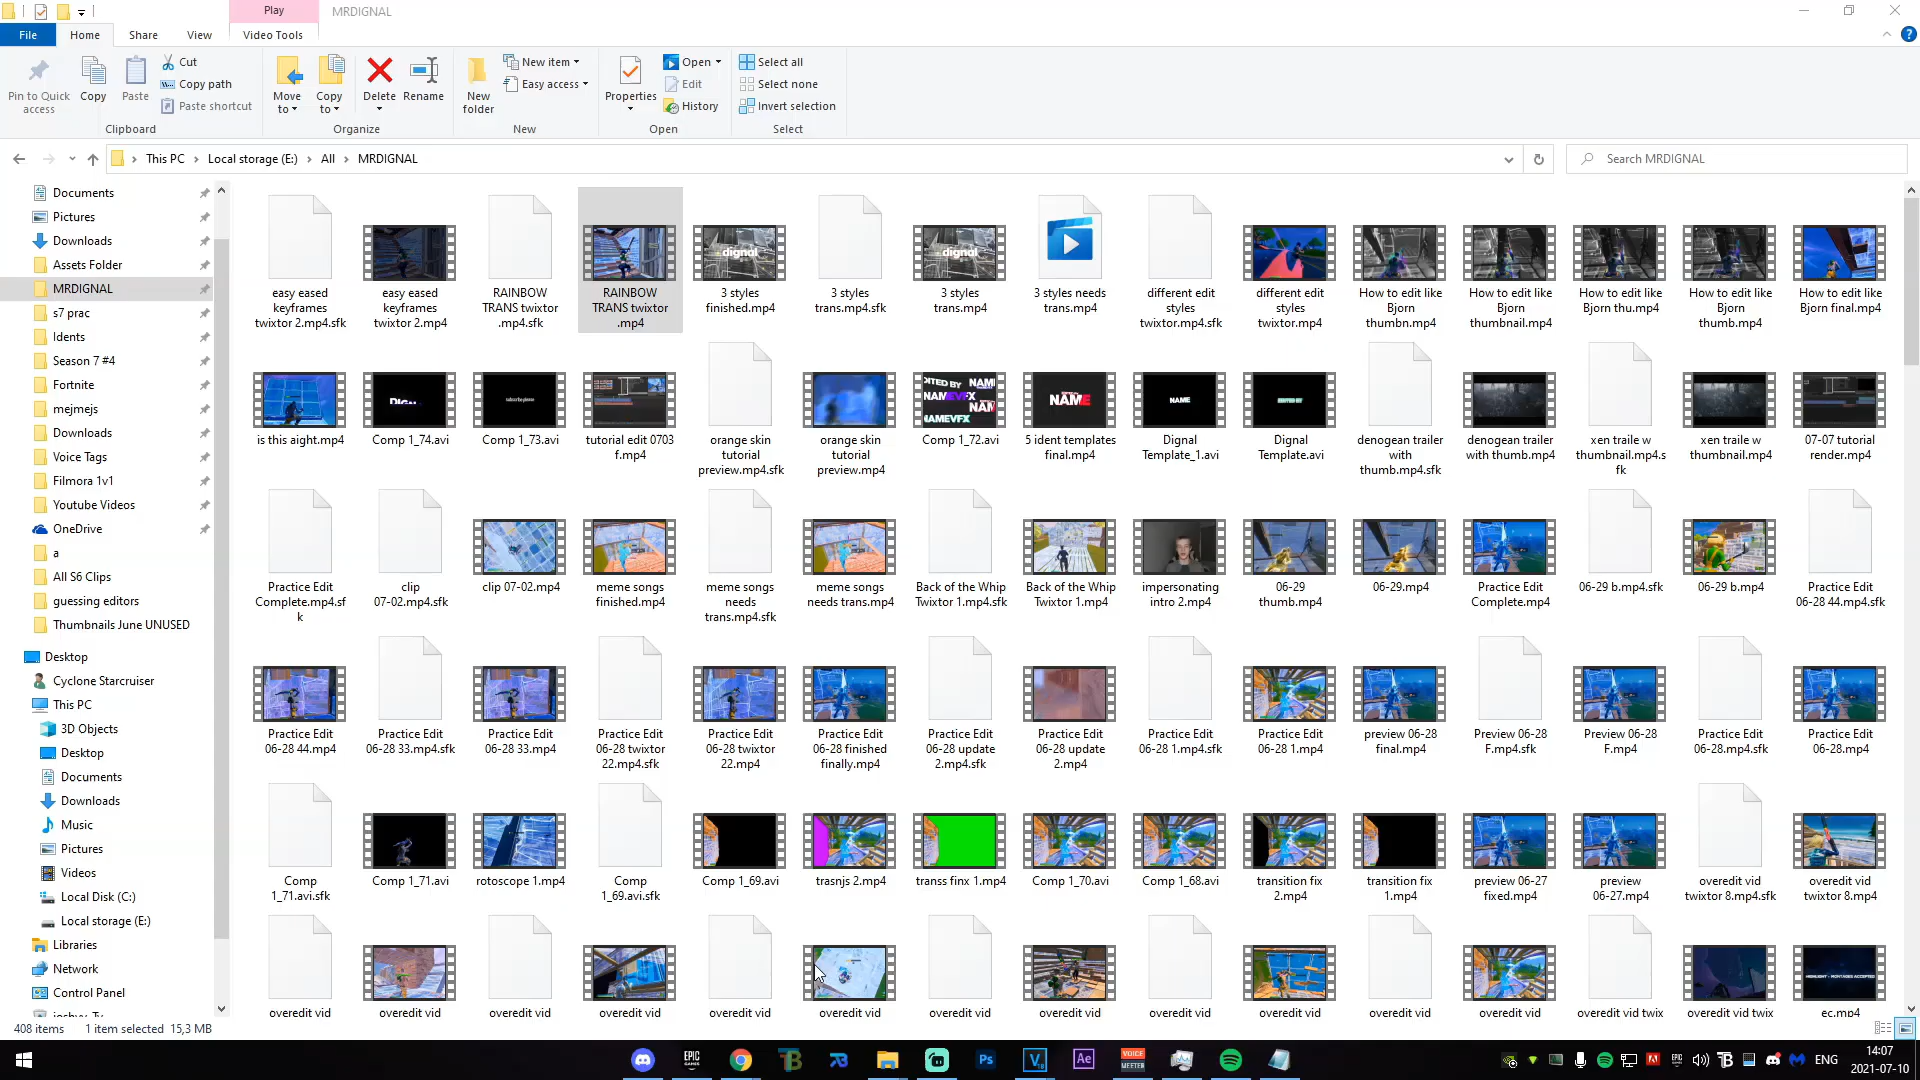 Play
MRDIGNAL
File
Home
Share
View
Video Tools
Pin to Quick
access
Copy
Paste
Cut
Copy path
Paste shortcut
Clipboard
Move
to
Copy
to
Delete
Rename
Organize
New
folder
New item
Easy access
New
Properties
Open
Edit
History
Open
Select all
Select none
Invert selection
Select
This PC
Local storage (E:)
All
MRDIGNAL
Search MRDIGNAL
Documents
Pictures
Downloads
Assets Folder
MRDIGNAL
s7 prac
Idents
Season 7 #4
Fortnite
mejmejs
Downloads
Voice Tags
Filmora 1v1
Youtube Videos
OneDrive
a
All S6 Clips
guessing editors
Thumbnails June UNUSED
Desktop
Cyclone Starcruiser
This PC
3D Objects
Desktop
Documents
Downloads
Music
Pictures
Videos
Local Disk (C:)
Local storage (E:)
Libraries
Network
Control Panel
easy eased
keyframes
twixtor 2.mp4.sfk
easy eased
keyframes
twixtor 2.mp4
RAINBOW
TRANS twixtor
.mp4.sfk
RAINBOW
TRANS twixtor
.mp4
dignal
3 styles
finished.mp4
3 styles
trans.mp4.sfk
dignal
3 styles
trans.mp4
3 styles needs
trans.mp4
different edit
styles
twixtor.mp4.sfk
different edit
styles
twixtor.mp4
How to edit like
Bjorn
thumbn.mp4
How to edit like
Bjorn
thumbnail.mp4
How to edit like
Bjorn thu.mp4
How to edit like
Bjorn
thumb.mp4
How to edit like
Bjorn final.mp4
is this aight.mp4
Comp 1_74.avi
subscribe please
Comp 1_73.avi
tutorial edit 0703
f.mp4
orange skin
tutorial
preview.mp4.sfk
orange skin
tutorial
preview.mp4
DITED BY NAM
NAMEVFX
NAM
NAMEVFX
Comp 1_72.avi
NAME
5 ident templates
final.mp4
NAME
Dignal
Template_1.avi
EDITED BY
Dignal
Template.avi
denogean trailer
with
thumb.mp4.sfk
denogean trailer
with thumb.mp4
xen traile w
thumbnail.mp4.s
fk
xen traile w
thumbnail.mp4
07-07 tutorial
render.mp4
Practice Edit
Complete.mp4.sf
k
clip
07-02.mp4.sfk
clip 07-02.mp4
meme songs
finished.mp4
meme songs
needs
trans.mp4.sfk
meme songs
needs trans.mp4
Back of the Whip
Twixtor 1.mp4.sfk
Back of the Whip
Twixtor 1.mp4
impersonating
intro 2.mp4
06-29
thumb.mp4
06-29.mp4
Practice Edit
Complete.mp4
06-29 b.mp4.sfk
06-29 b.mp4
Practice Edit
06-28 44.mp4.sfk
Practice Edit
06-28 44.mp4
Practice Edit
06-28 33.mp4.sfk
Practice Edit
06-28 33.mp4
Practice Edit
06-28 twixtor
22.mp4.sfk
Practice Edit
06-28 twixtor
22.mp4
Practice Edit
06-28 finished
finally.mp4
Practice Edit
06-28 update
2.mp4.sfk
Practice Edit
06-28 update
2.mp4
Practice Edit
06-28 1.mp4.sfk
Practice Edit
06-28 1.mp4
preview 06-28
final.mp4
Preview 06-28
F.mp4.sfk
Preview 06-28
F.mp4
Practice Edit
06-28.mp4.sfk
Practice Edit
06-28.mp4
Comp
1_71.avi.sfk
Comp 1_71.avi
rotoscope 1.mp4
Comp
1_69.avi.sfk
Comp 1_69.avi
trasnjs 2.mp4
transs finx 1.mp4
Comp 1_70.avi
Comp 1_68.avi
transition fix
2.mp4
transition fix
1.mp4
preview 06-27
fixed.mp4
preview
06-27.mp4
overedit vid
twixtor 8.mp4.sfk
overedit vid
twixtor 8.mp4
overedit vid
overedit vid
overedit vid
overedit vid
overedit vid
overedit vid
overedit vid
overedit vid
overedit vid
overedit vid
overedit vid
overedit vid
overedit vid twix
overedit vid twix
ec.mp4
408 items
1 item selected 15,3 MB
EPIC
GAMES
Ps
V
18
Ae
VOICE
MEETER
ENG
14:07
2021-07-10